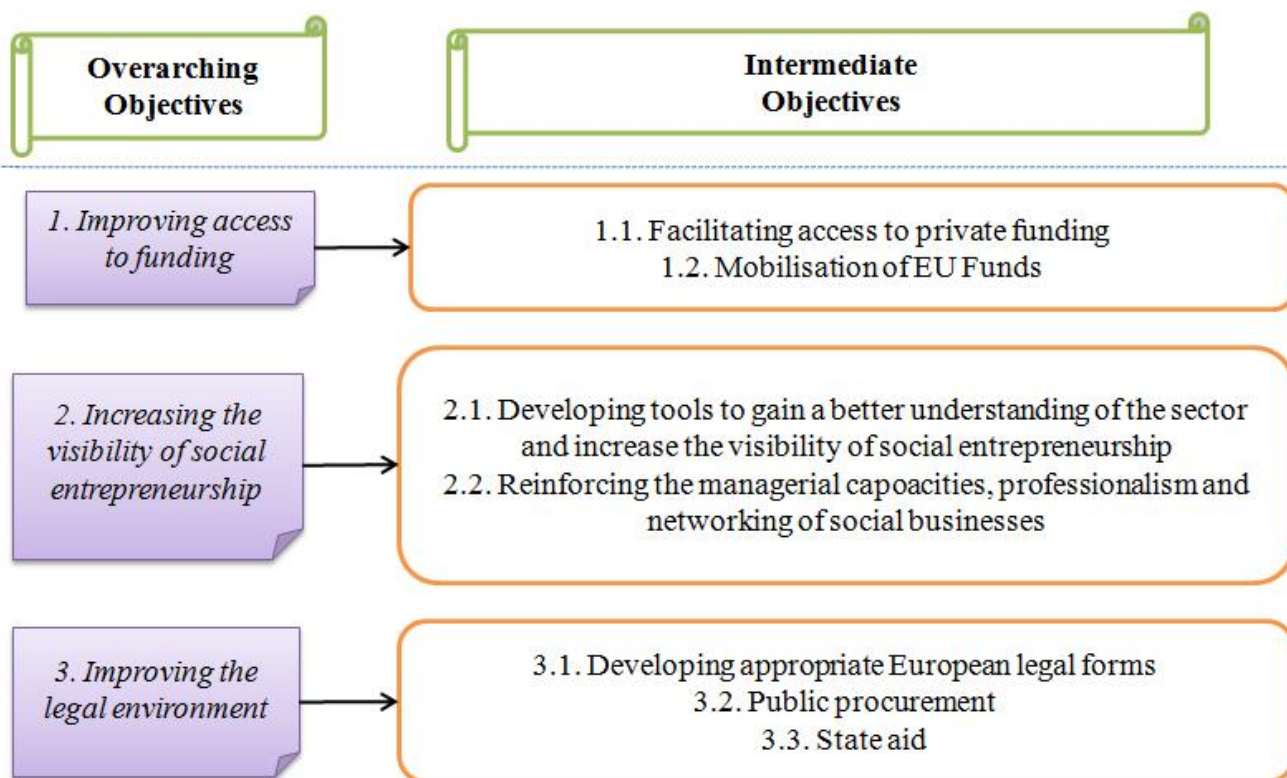 Overarching
Objectives
Intermediate
Objectives
1. Improving access
to funding
1.1. Facilitating access to private funding
1.2. Mobilisation of EU Funds
2. Increasing the
visibility of social
entrepreneurship
2.1. Developing tools to gain a better understanding of the sector
and increase the visibility of social entrepreneurship
2.2. Reinforcing the managerial capoacities, professionalism and
networking of social businesses
3. Improving the
legal environment
3.1. Developing appropriate European legal forms
3.2. Public procurement
3.3. State aid